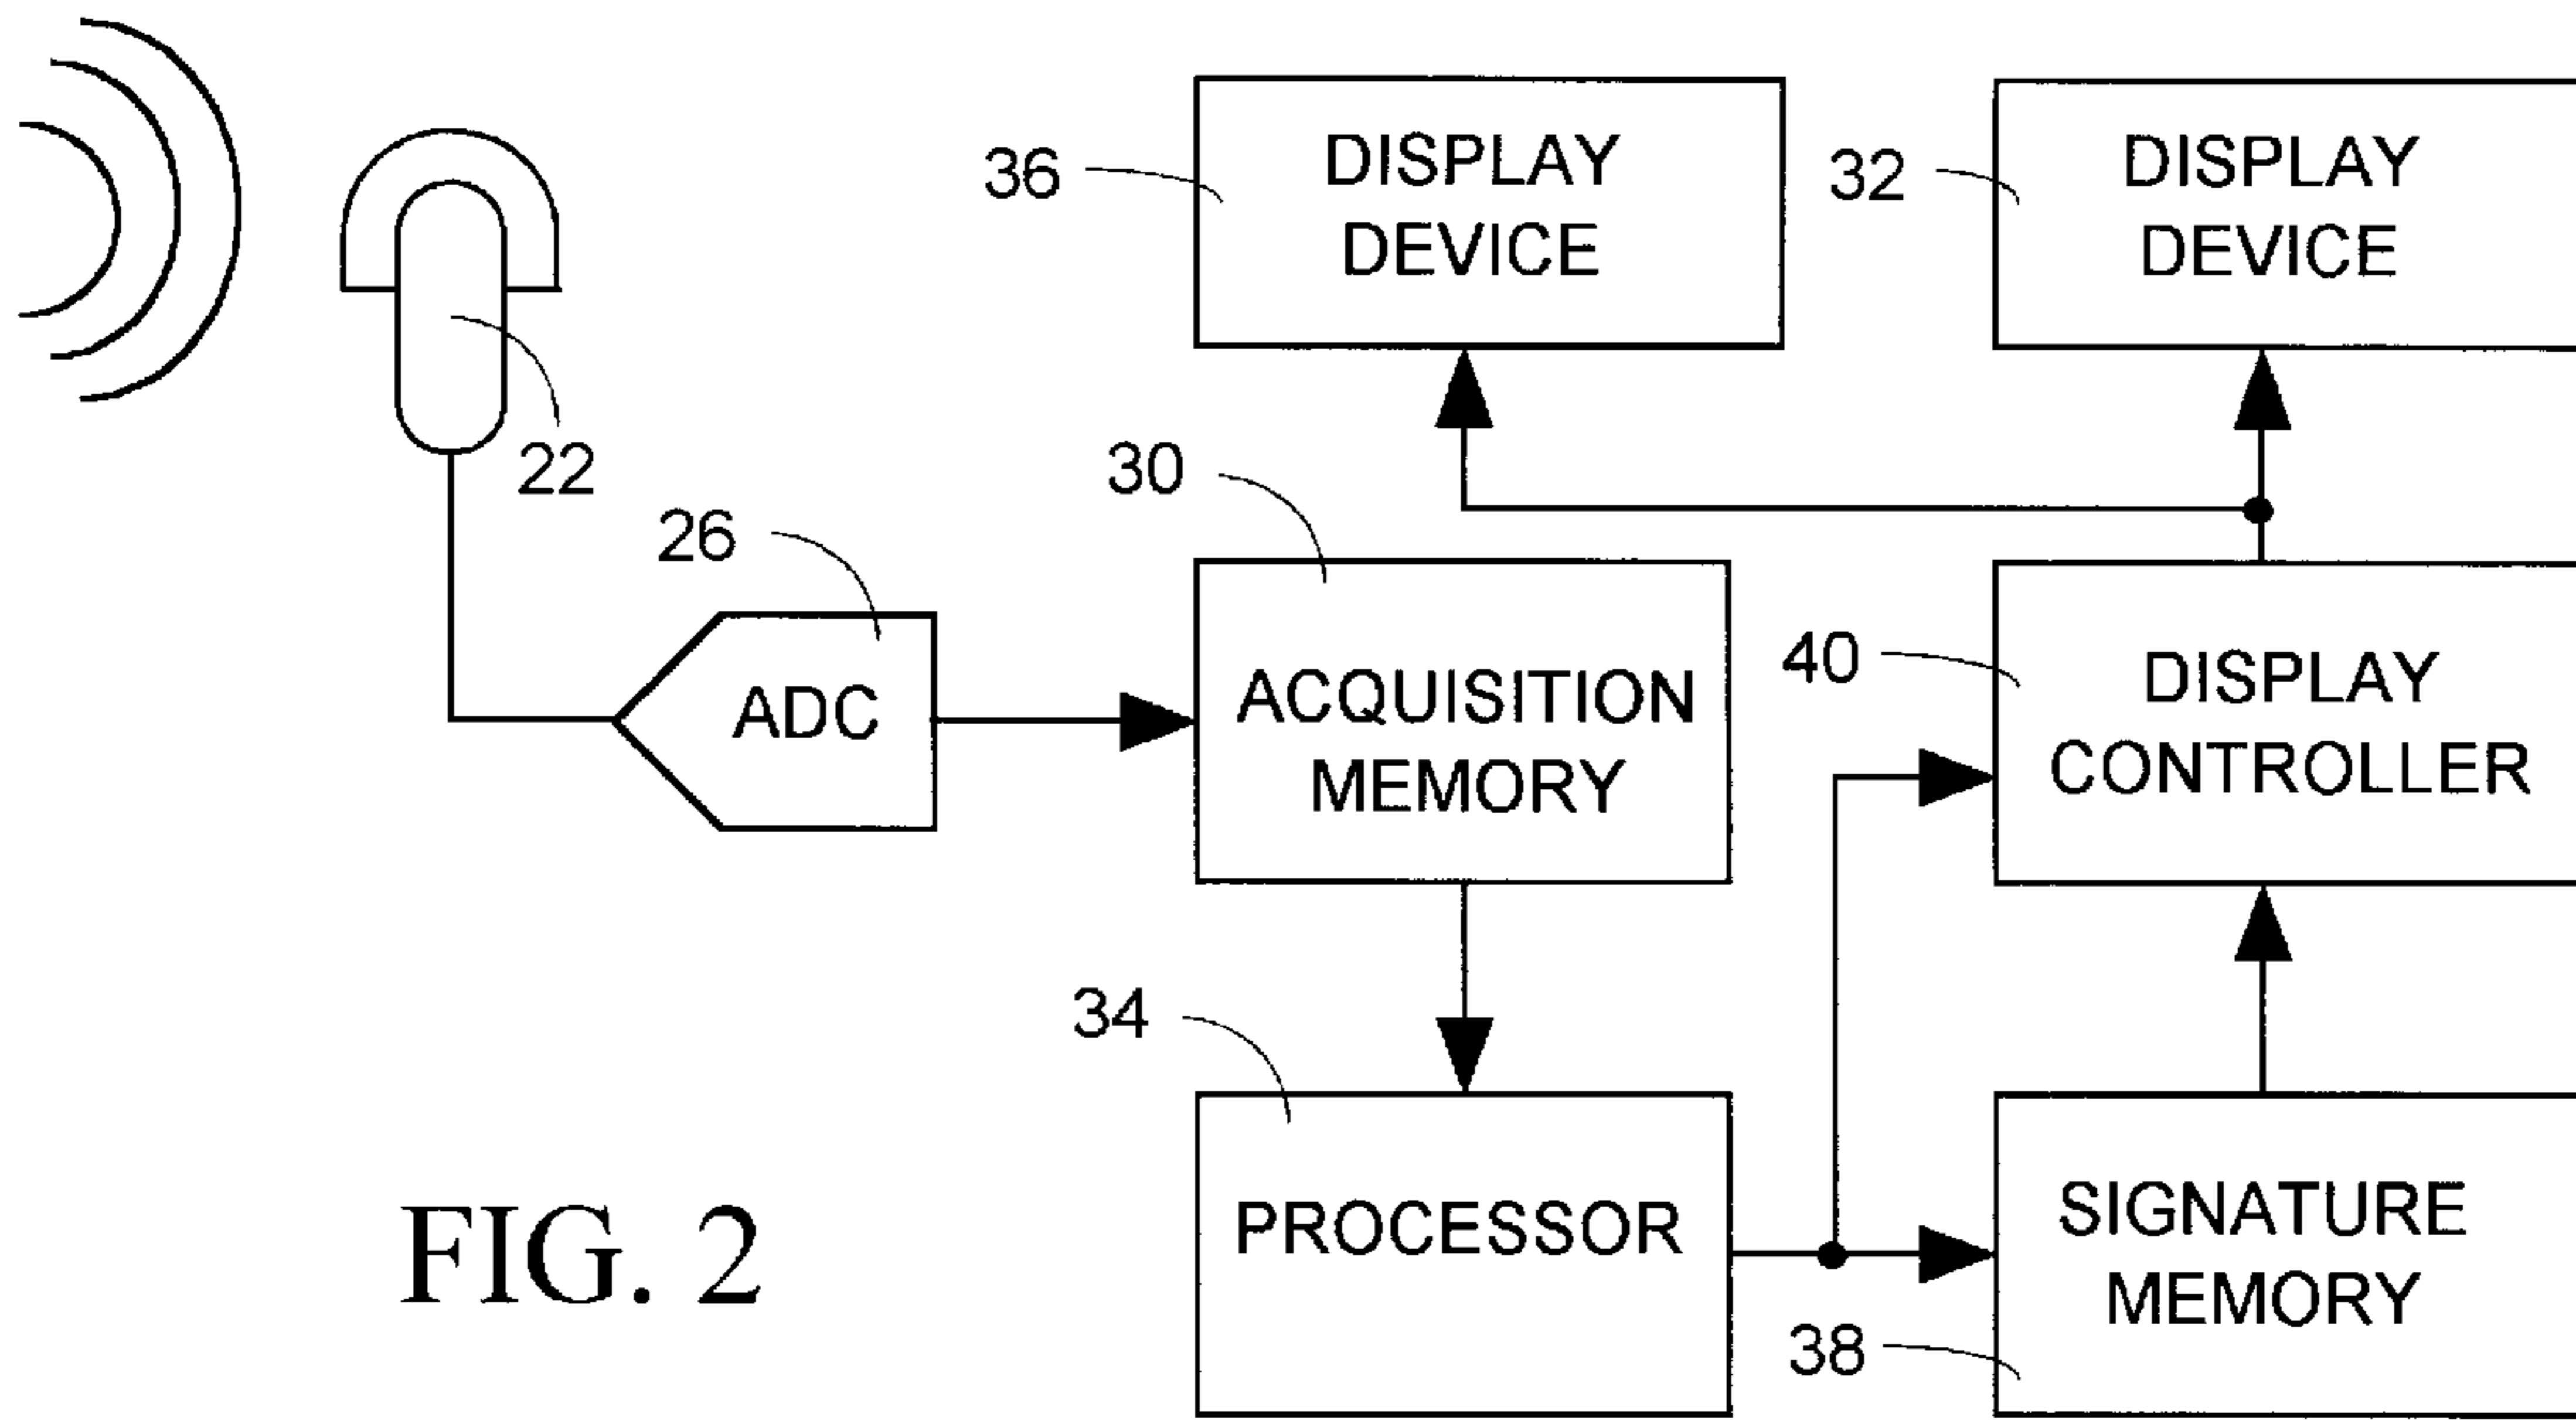 36
DISPLAY
DEVICE
32
DISPLAY
DEVICE
22
26
ADC
30
ACQUISITION
MEMORY
40
DISPLAY
CONTROLLER
34
PROCESSOR
38
SIGNATURE
MEMORY
FIG. 2